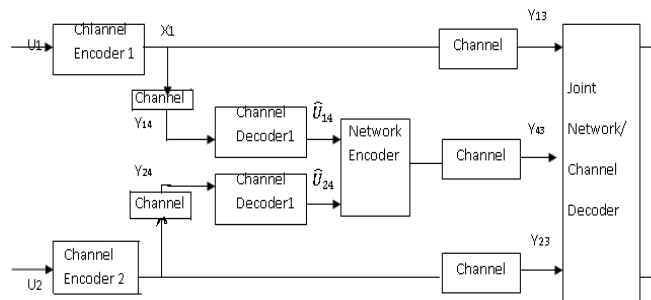 U1
Channel
Encoder 1
X1
Channel
Y13
Channel
Y14
Channel
Decoder1
Û14
Network
Encoder
Channel
Y43
Joint
Network/
Channel
Decoder
Y24
Channel
Channel
Decoder1
Û24
U2
Channel
Encoder 2
Channel
Y23